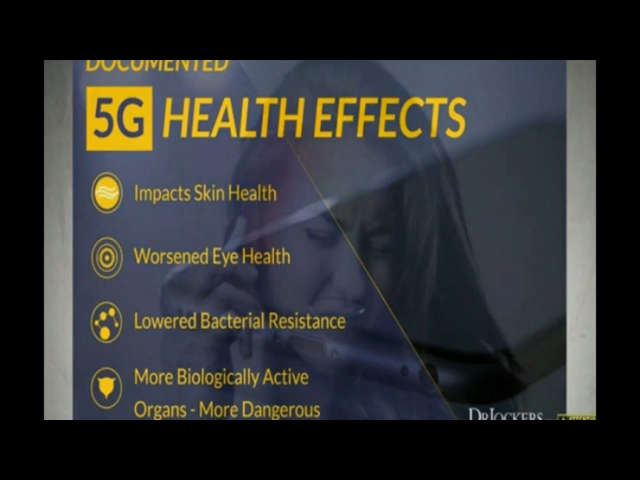 DOCUMENTED
5G HEALTH EFFECTS
Impacts Skin Health
Worsened Eye Health
Lowered Bacterial Resistance
More Biologically Active
Organs - More Dangerous
DRJOCKERS